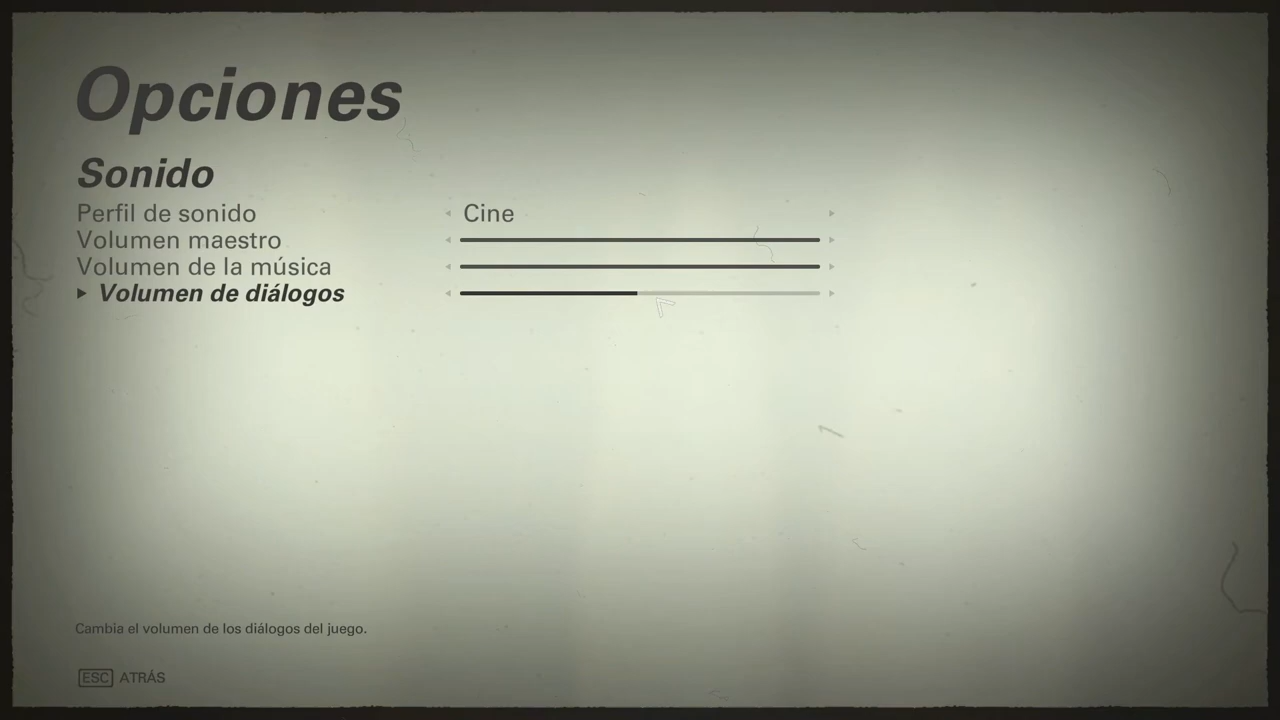 Opciones
Sonido
Perfil de sonido Cine
Volumen maestro
Volumen de la música
Volumen de diálogos
Cambia el volumen de los diálogos del juego.
ESC ATRÁS